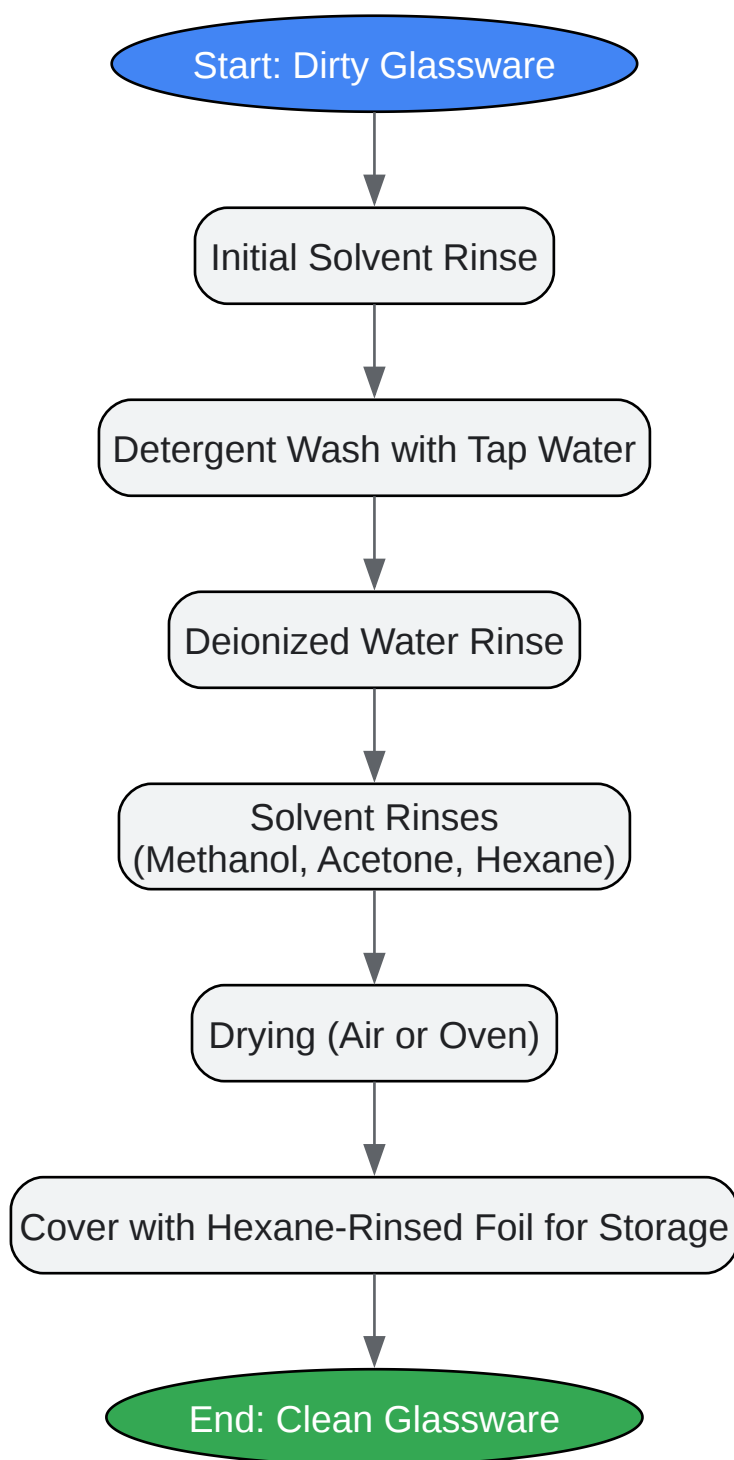 Start: Dirty Glassware
Initial Solvent Rinse
Detergent Wash with Tap Water
Deionized Water Rinse
Solvent Rinses
(Methanol, Acetone, Hexane)
Drying (Air or Oven)
Cover with Hexane-Rinsed Foil for Storage
End: Clean Glassware